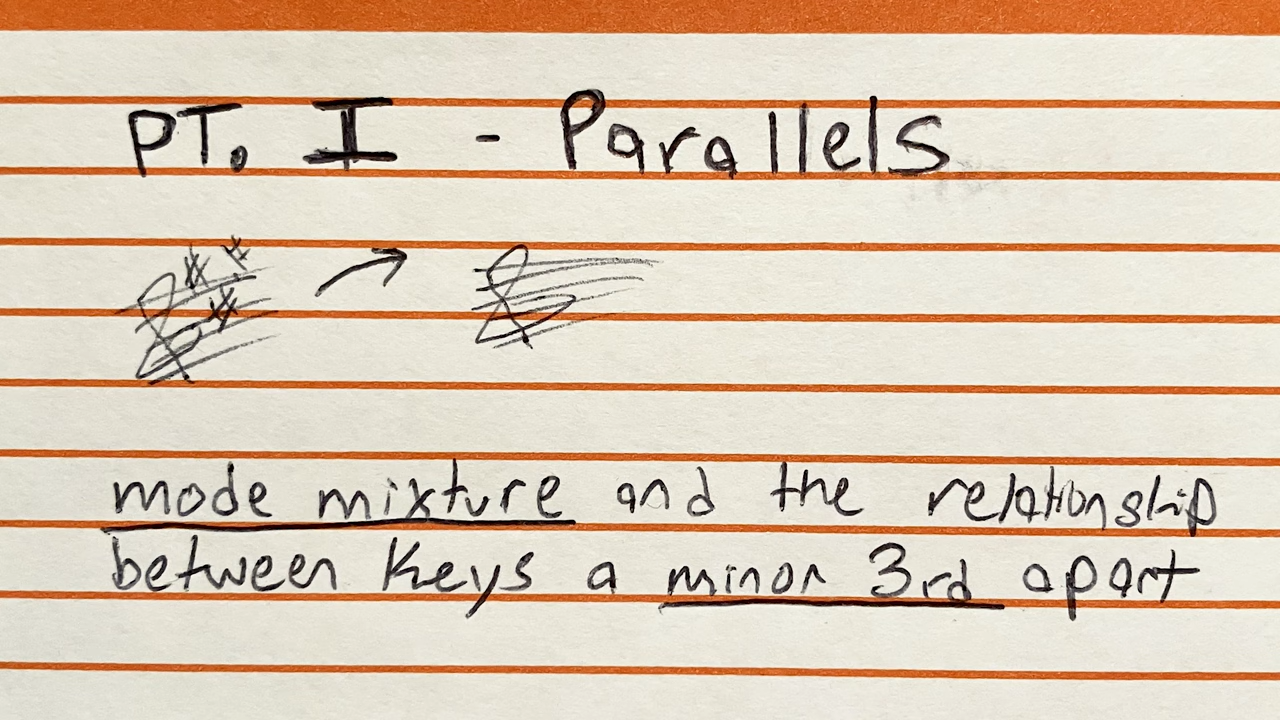 PT. I - Parallels
mode mixture and the relationship
between Keys a minor 3rd apart